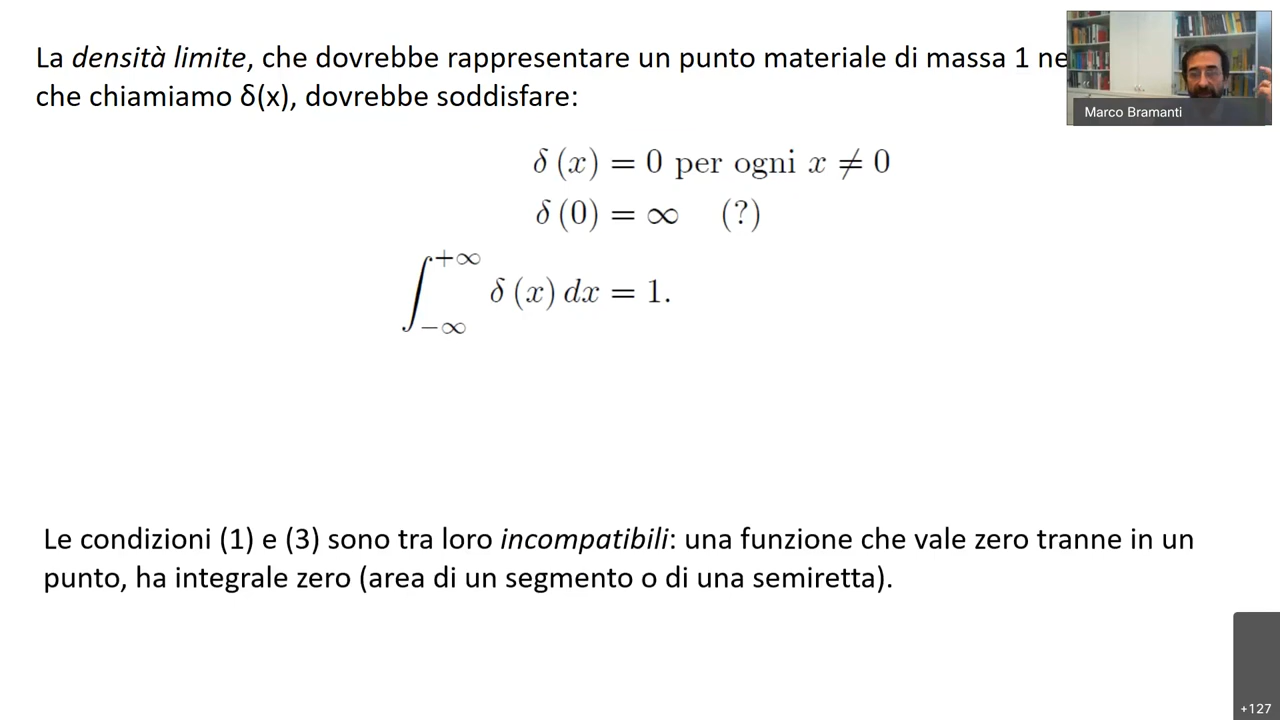 La densità limite, che dovrebbe rappresentare un punto materiale di massa 1
che chiamiamo δ(x), dovrebbe soddisfare:
Marco Bramanti
δ (x) = 0 per ogni x ≠ 0
δ (0) = ∞ (?)
∫_{-∞}^{+∞} δ (x) dx = 1.
Le condizioni (1) e (3) sono tra loro incompatibili: una funzione che vale zero tranne in un
punto, ha integrale zero (area di un segmento o di una semiretta).
+127